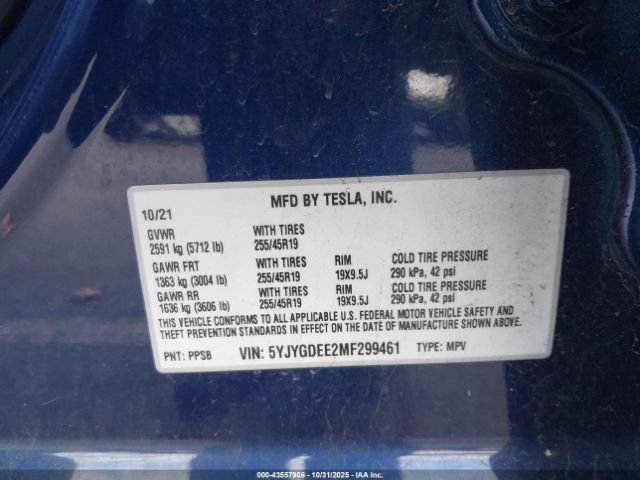 MFD BY TESLA, INC.
10/21
GVWR WITH TIRES
2591 kg (5712 lb) 255/45R19
GAWR FRT WITH TIRES RIM COLD TIRE PRESSURE
1363 kg (3004 lb) 255/45R19 19X9.5J 290 kPa, 42 psi
GAWR RR WITH TIRES RIM COLD TIRE PRESSURE
1636 kg (3606 lb) 255/45R19 19X9.5J 290 kPa, 42 psi
THIS VEHICLE CONFORMS TO ALL APPLICABLE U.S. FEDERAL MOTOR VEHICLE SAFETY AND
THEFT PREVENTION STANDARDS IN EFFECT ON THE DATE OF MANUFACTURE SHOWN ABOVE.
PNT: PPSB VIN: 5YJYGDEE2MF299461 TYPE: MPV
000-43557906 - 10/31/2025 - IAA Inc.